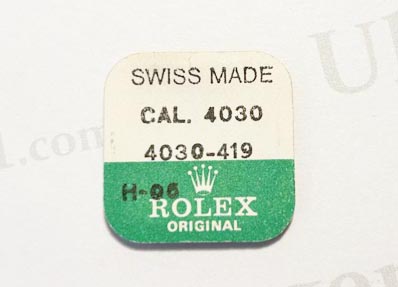 SWISS MADE
CAL. 4030
4030-419
H-06
ROLEX
ORIGINAL